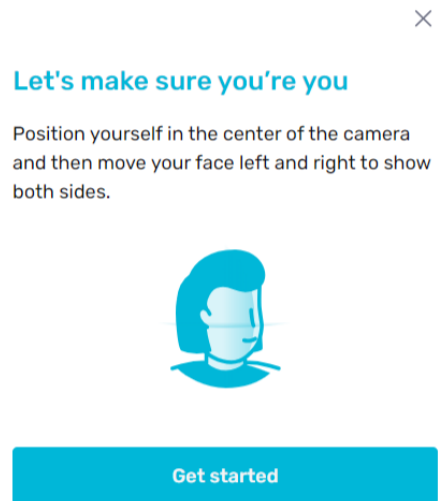 Let's make sure you’re you
Position yourself in the center of the camera
and then move your face left and right to show
both sides.
Get started